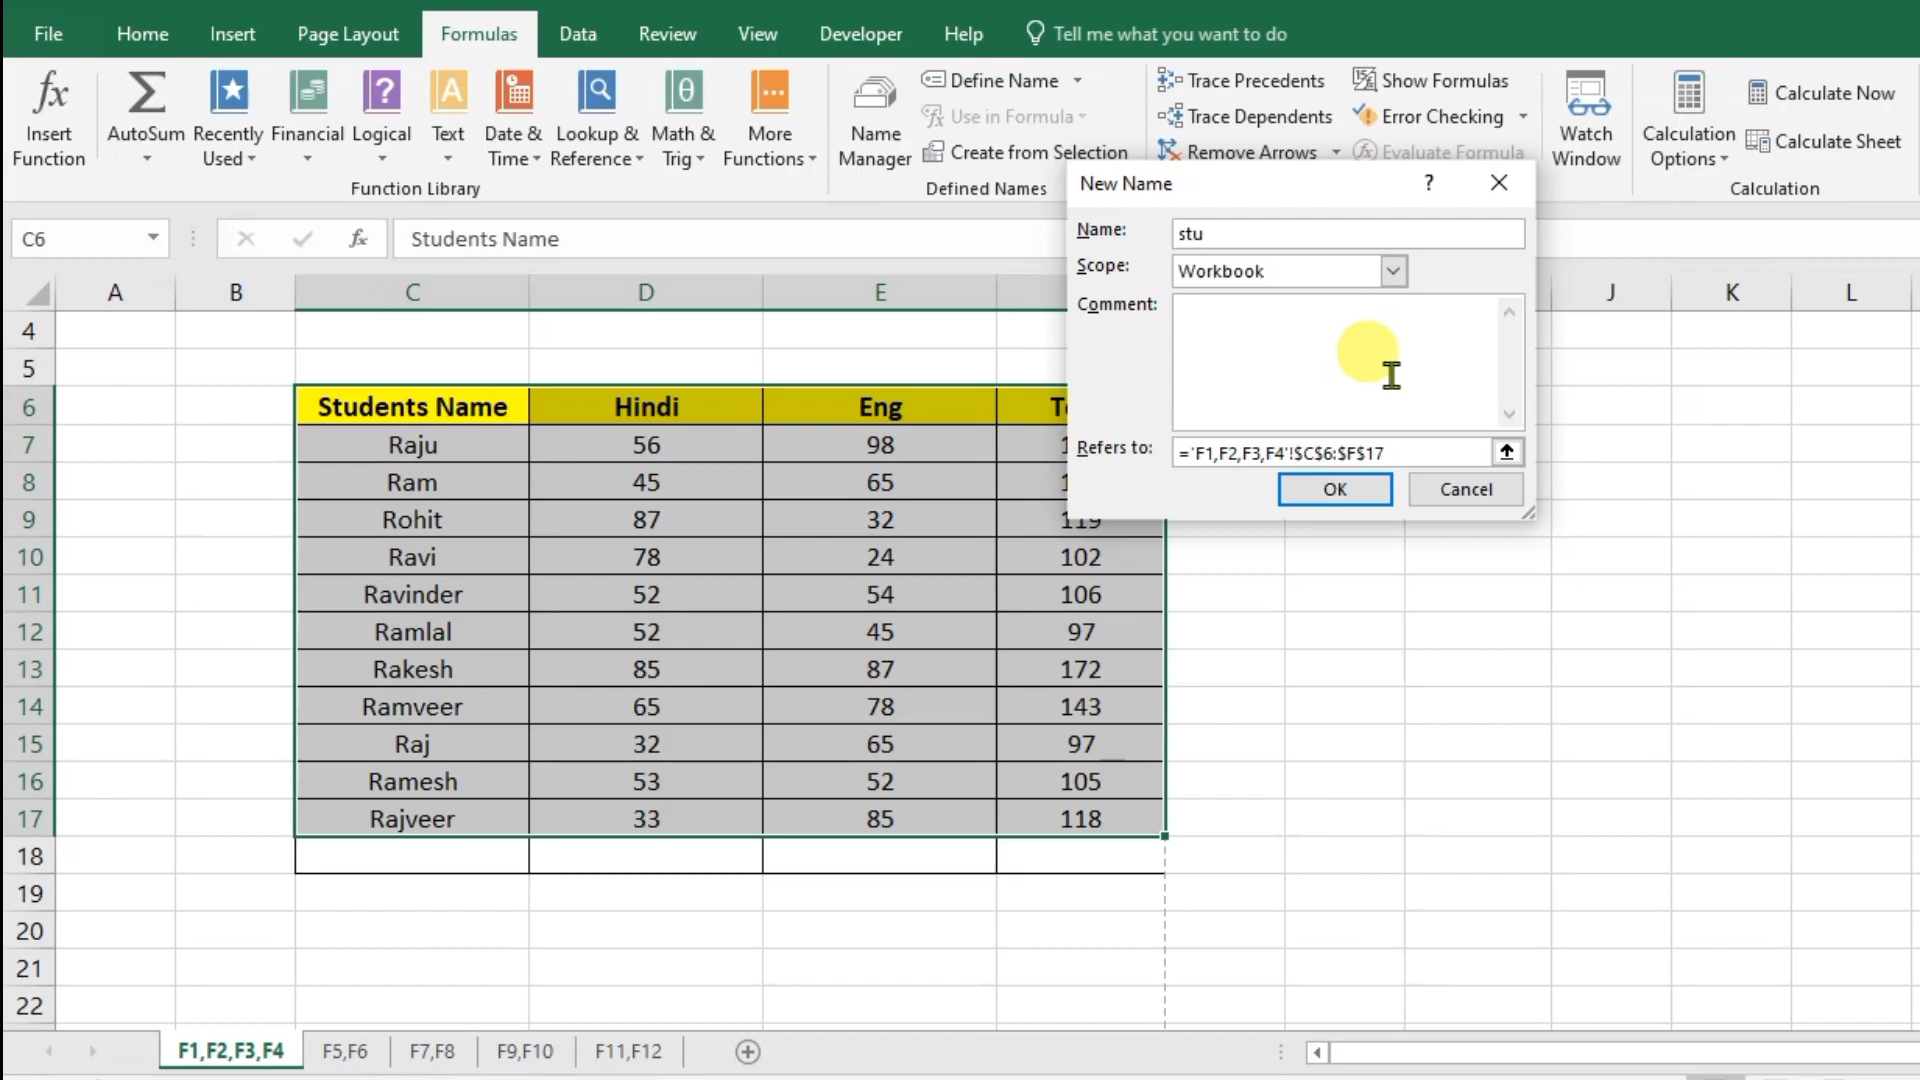 File Home Insert Page Layout Formulas Data Review View Developer Help Tell me what you want to do
fx Insert Function
AutoSum
Recently Used
Financial
Logical
A Text
Date & Time
Lookup & Reference
θ Math & Trig
More Functions
Function Library
Name Manager
Define Name
fx Use in Formula
Create from Selection
Defined Names
Trace Precedents
Trace Dependents
Remove Arrows
Show Formulas
Error Checking
Evaluate Formula
Watch Window
Calculation Options
Calculate Now
Calculate Sheet
Calculation
New Name ?
Name: stu
Scope: Workbook
Comment:
Refers to: ='F1,F2,F3,F4'!$C$6:$F$17
OK Cancel
C6 fx Students Name
A B C D E J K L
4
5
6 Students Name Hindi Eng
7 Raju 56 98
8 Ram 45 65
9 Rohit 87 32 119
10 Ravi 78 24 102
11 Ravinder 52 54 106
12 Ramlal 52 45 97
13 Rakesh 85 87 172
14 Ramveer 65 78 143
15 Raj 32 65 97
16 Ramesh 53 52 105
17 Rajveer 33 85 118
18
19
20
21
22
F1,F2,F3,F4 F5,F6 F7,F8 F9,F10 F11,F12